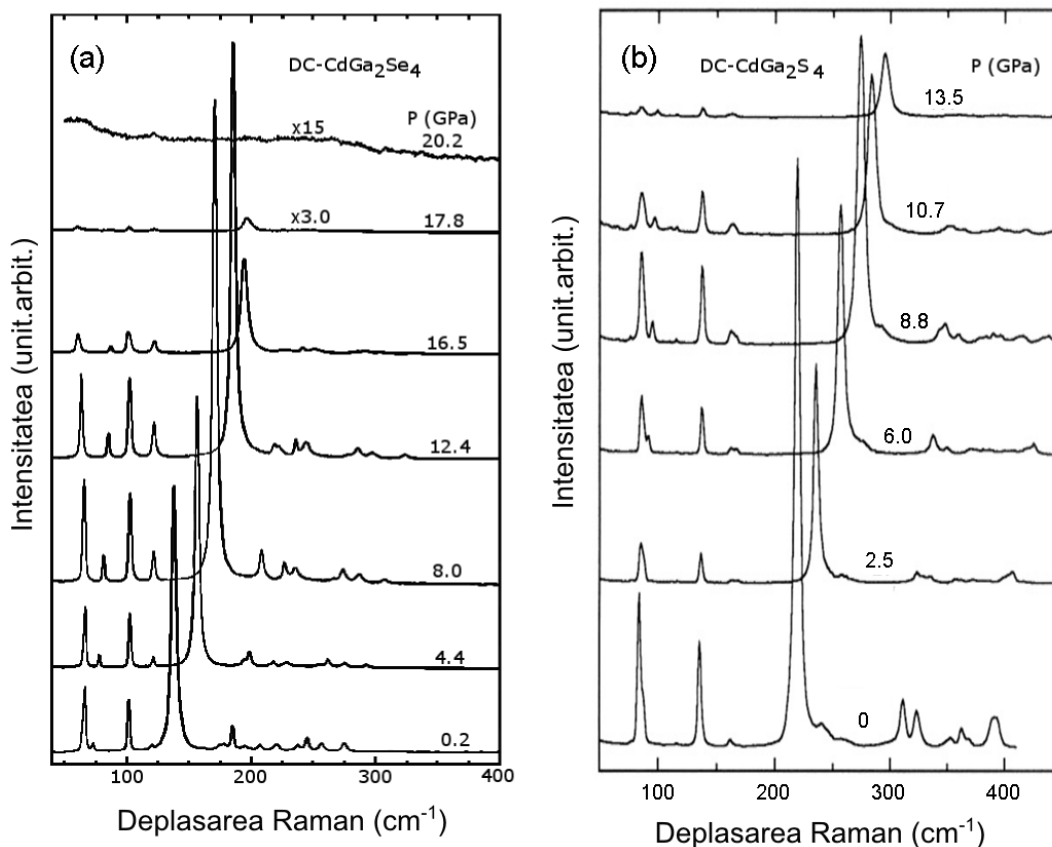 (a)
DC-CdGa2Se4
P (GPa)
x15
20.2
x3.0
17.8
16.5
12.4
8.0
4.4
0.2
100
200
300
400
Intensitatea (unit.arbit.)
Deplasarea Raman (cm-1)
(b)
DC-CdGa2S4
P (GPa)
13.5
10.7
8.8
6.0
2.5
0
100
200
300
400
Intensitatea (unit.arbit.)
Deplasarea Raman (cm-1)